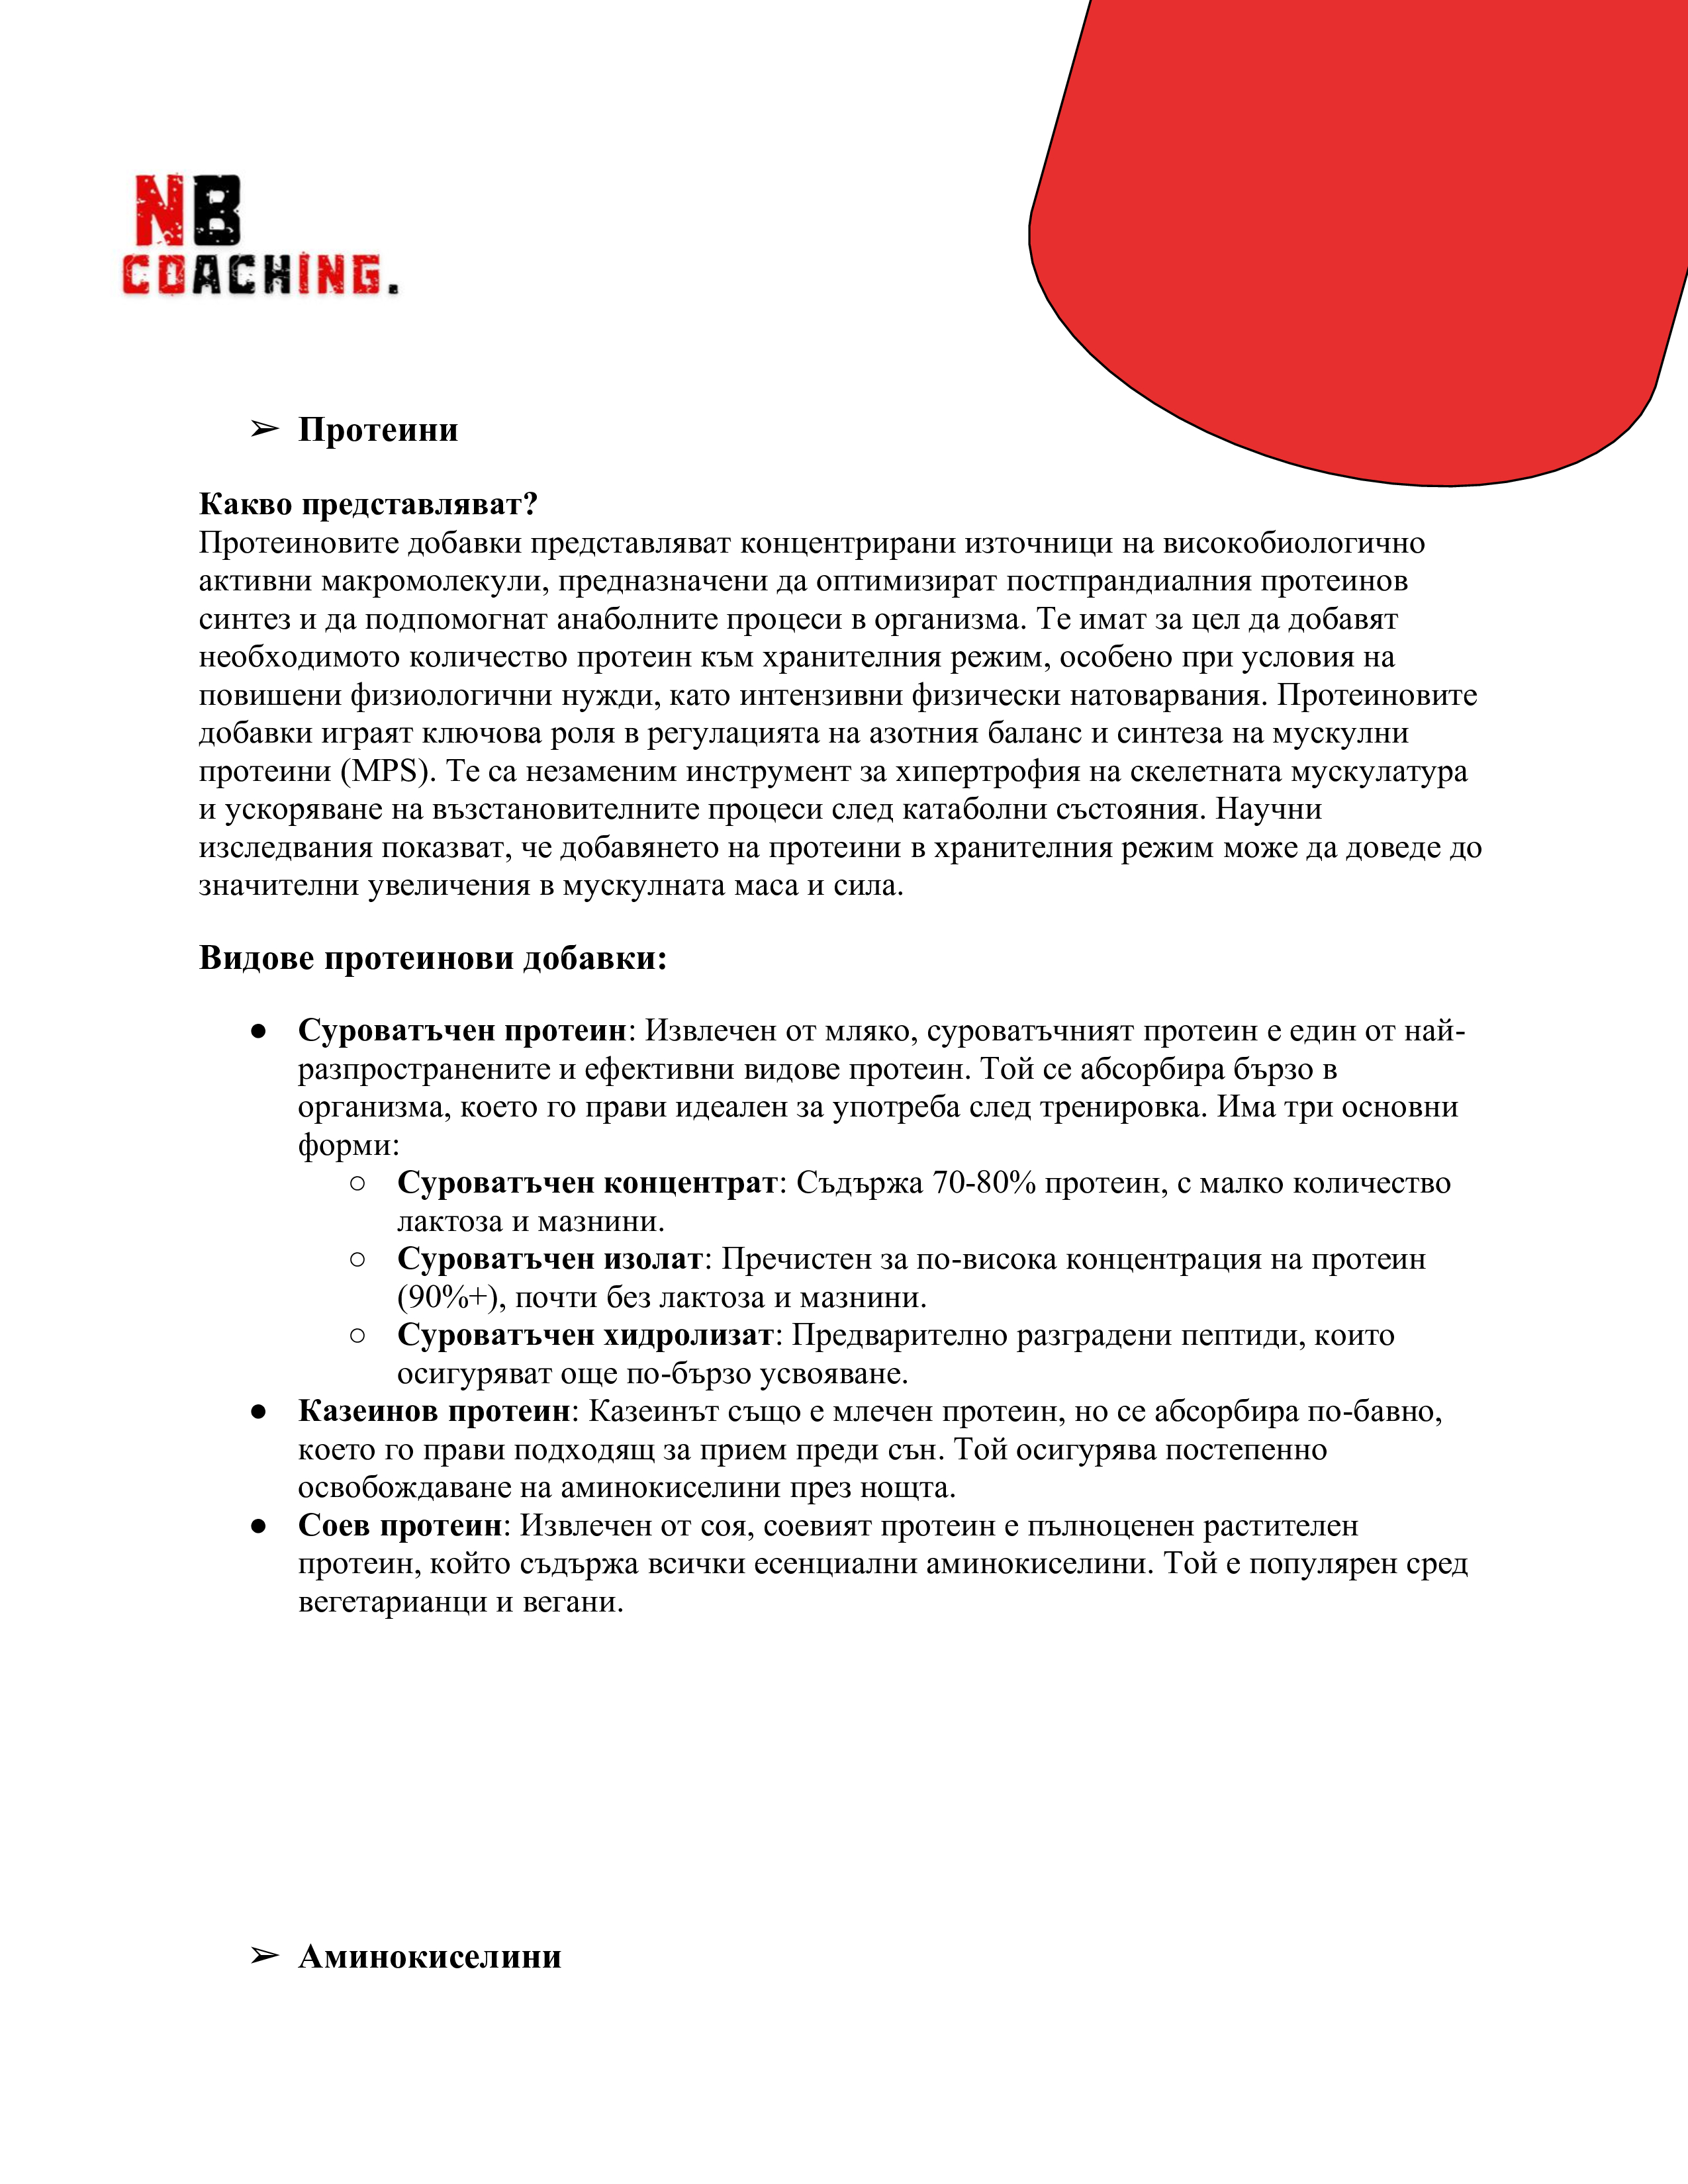 NB
COACHING.
➢ Протеини
Какво представляват?
Протеиновите добавки представляват концентрирани източници на високобиологично
активни макромолекули, предназначени да оптимизират постпрандиалния протеинов
синтез и да подпомогнат анаболните процеси в организма. Те имат за цел да добавят
необходимото количество протеин към хранителния режим, особено при условия на
повишени физиологични нужди, като интензивни физически натоварвания. Протеиновите
добавки играят ключова роля в регулацията на азотния баланс и синтеза на мускулни
протеини (MPS). Те са незаменим инструмент за хипертрофия на скелетната мускулатура
и ускоряване на възстановителните процеси след катаболни състояния. Научни
изследвания показват, че добавянето на протеини в хранителния режим може да доведе до
значителни увеличения в мускулната маса и сила.
Видове протеинови добавки:
● Суроватъчен протеин: Извлечен от мляко, суроватъчният протеин е един от най-
разпространените и ефективни видове протеин. Той се абсорбира бързо в
организма, което го прави идеален за употреба след тренировка. Има три основни
форми:
○ Суроватъчен концентрат: Съдържа 70-80% протеин, с малко количество
лактоза и мазнини.
○ Суроватъчен изолат: Пречистен за по-висока концентрация на протеин
(90%+), почти без лактоза и мазнини.
○ Суроватъчен хидролизат: Предварително разградени пептиди, които
осигуряват още по-бързо усвояване.
● Казеинов протеин: Казеинът също е млечен протеин, но се абсорбира по-бавно,
което го прави подходящ за прием преди сън. Той осигурява постепенно
освобождаване на аминокиселини през нощта.
● Соев протеин: Извлечен от соя, соевият протеин е пълноценен растителен
протеин, който съдържа всички есенциални аминокиселини. Той е популярен сред
вегетарианци и вегани.
➢ Аминокиселини